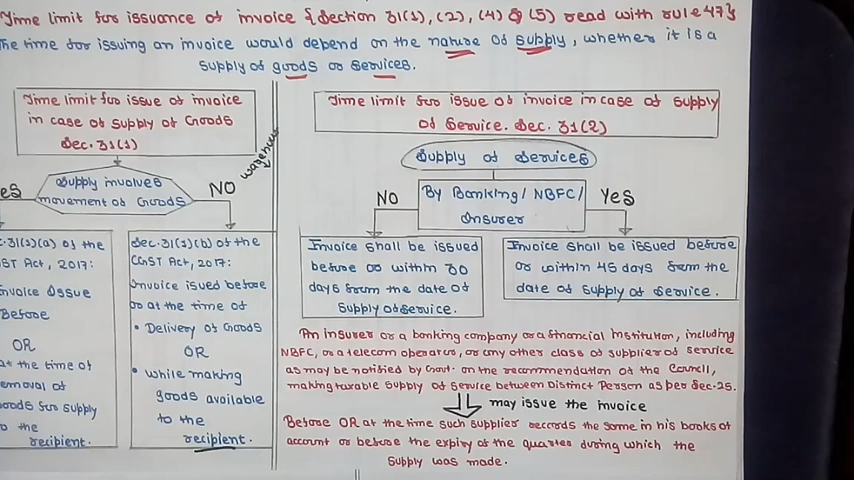 Time limit for issuance of invoice {Section 31(1), (2), (4) & (5) read with rule 47}
The time for issuing an invoice would depend on the nature of supply, whether it is a
supply of goods or services.
Time limit for issue of invoice
in case of supply of Goods
Sec. 31(1)
Supply involves
movement of Goods
NO
es
c.31(1)(a) of the
GST Act, 2017:
nvoice Issue
Before
OR
at the time of
emoval of
oods for supply
to the
recipient.
Sec.31(1)(b) of the
CGST Act, 2017:
Invoice isued before
or at the time of
• Delivery of Goods
OR
• while making
goods available
to the
recipient.
Time limit for issue of invoice in case of supply
of Service. Sec. 31(2)
Supply of Services
By Banking/ NBFC/
Insurer
NO
Yes
Invoice shall be issued
before or within 30
days from the date of
supply of service.
Invoice shall be issued before
or within 45 days from the
date of supply of service.
An insurer or a banking company or a financial Institution, including
NBFC, or a telecom operator, or any other class of supplier of service
as may be notified by Govt. on the recommendation of the Council,
making taxable supply of service between Distinct Person as per Sec-25.
may issue the invoice
Before OR at the time such supplier records the same in his books of
account or before the expiry of the quarter during which the
supply was made.